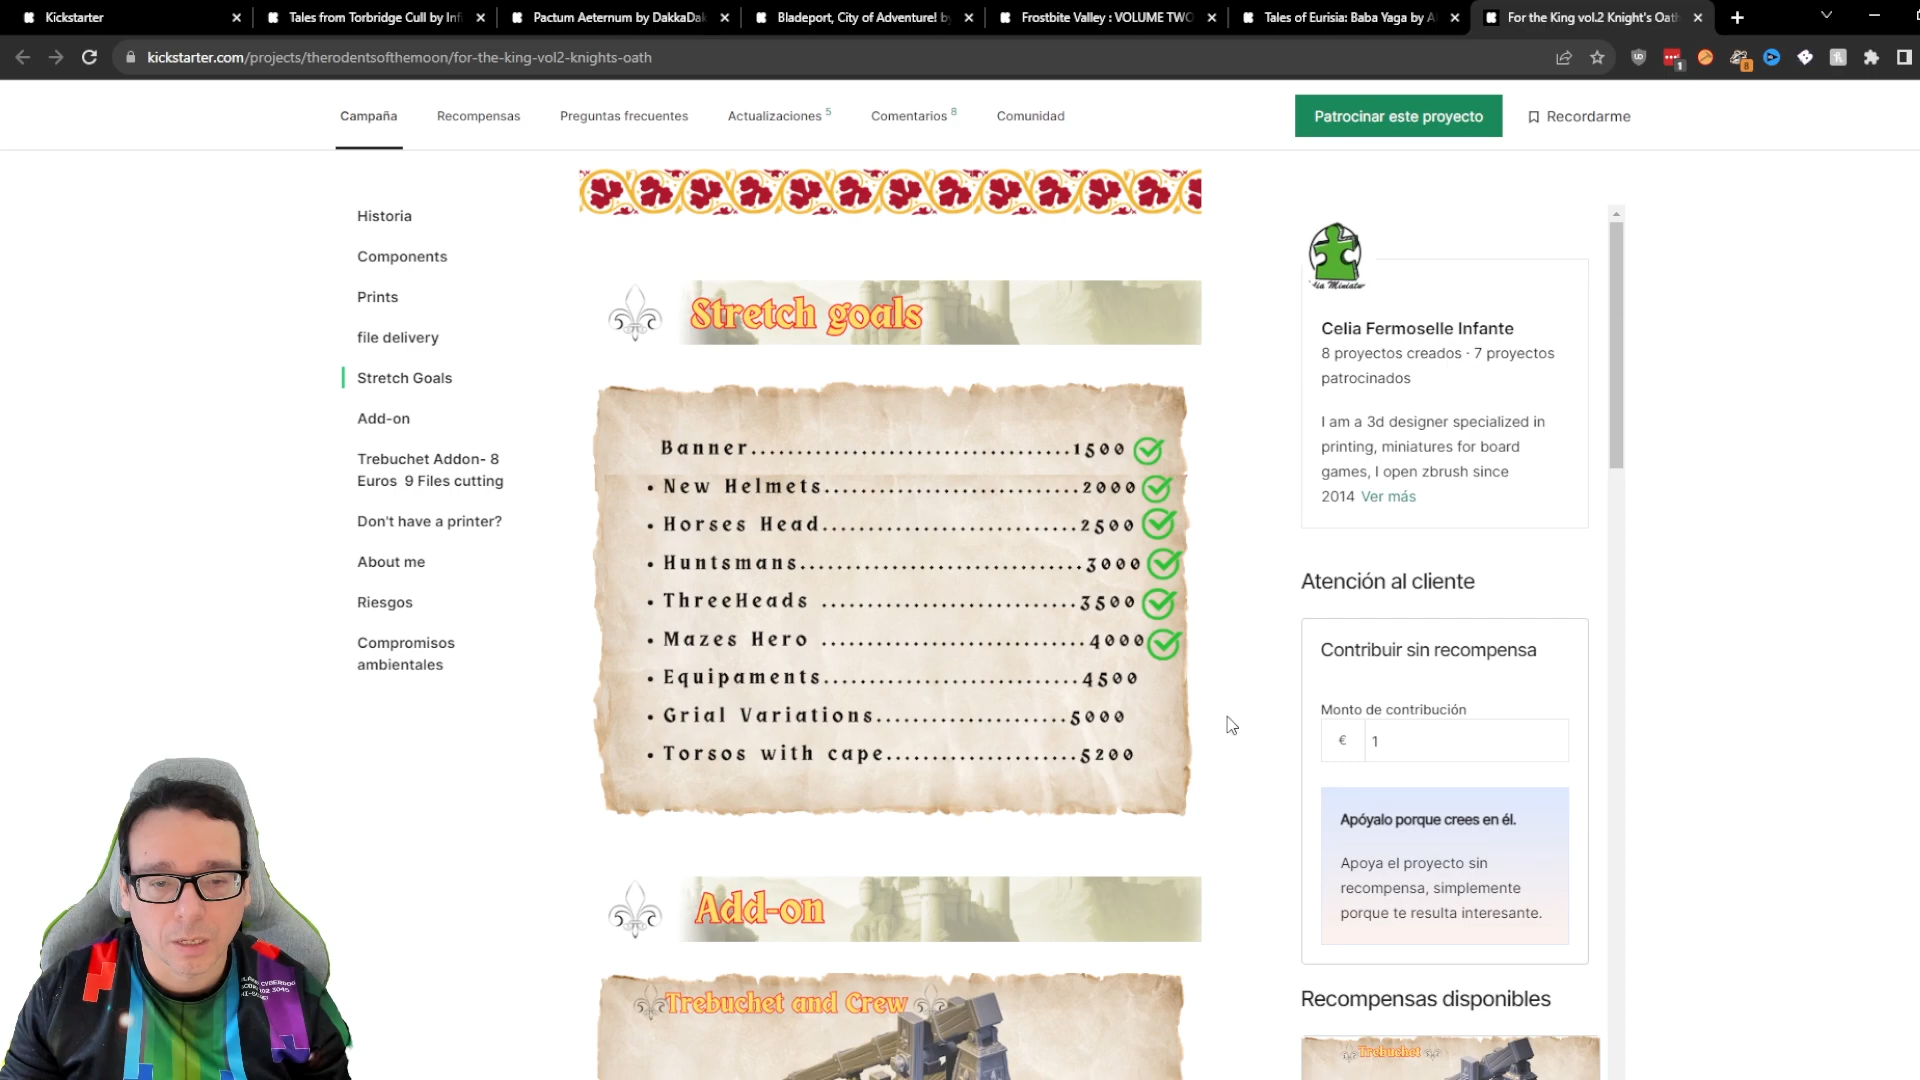 Kickstarter
Tales from Torbridge Cull by Inf
Pactum Aeternum by DakkaDak
Bladeport, City of Adventure! b
Frostbite Valley : VOLUME TWO
Tales of Eurisia: Baba Yaga by A
For the King vol.2 Knight's Oath
kickstarter.com/projects/therodentsofthemoon/for-the-king-vol2-knights-oath
1
8
Campaña
Recompensas
Preguntas frecuentes
Actualizaciones 5
Comentarios 8
Comunidad
Patrocinar este proyecto
Recordarme
Historia
Components
Prints
file delivery
Stretch Goals
Add-on
Trebuchet Addon- 8
Euros 9 Files cutting
Don't have a printer?
About me
Riesgos
Compromisos
ambientales
Stretch goals
Banner..................................1500
• New Helmets..........................2000
• Horses Head..........................2500
• Huntsmans.............................3000
• ThreeHeads ..........................3500
• Mazes Hero ...........................4000
• Equipaments..........................4500
• Grial Variations...................5000
• Torsos with cape...................5200
Add-on
Trebuchet and Crew
Celia Fermoselle Infante
8 proyectos creados · 7 proyectos
patrocinados
I am a 3d designer specialized in
printing, miniatures for board
games, I open zbrush since
2014 Ver más
Atención al cliente
Contribuir sin recompensa
Monto de contribución
€ 1
Apóyalo porque crees en él.
Apoya el proyecto sin
recompensa, simplemente
porque te resulta interesante.
Recompensas disponibles
Trebuchet